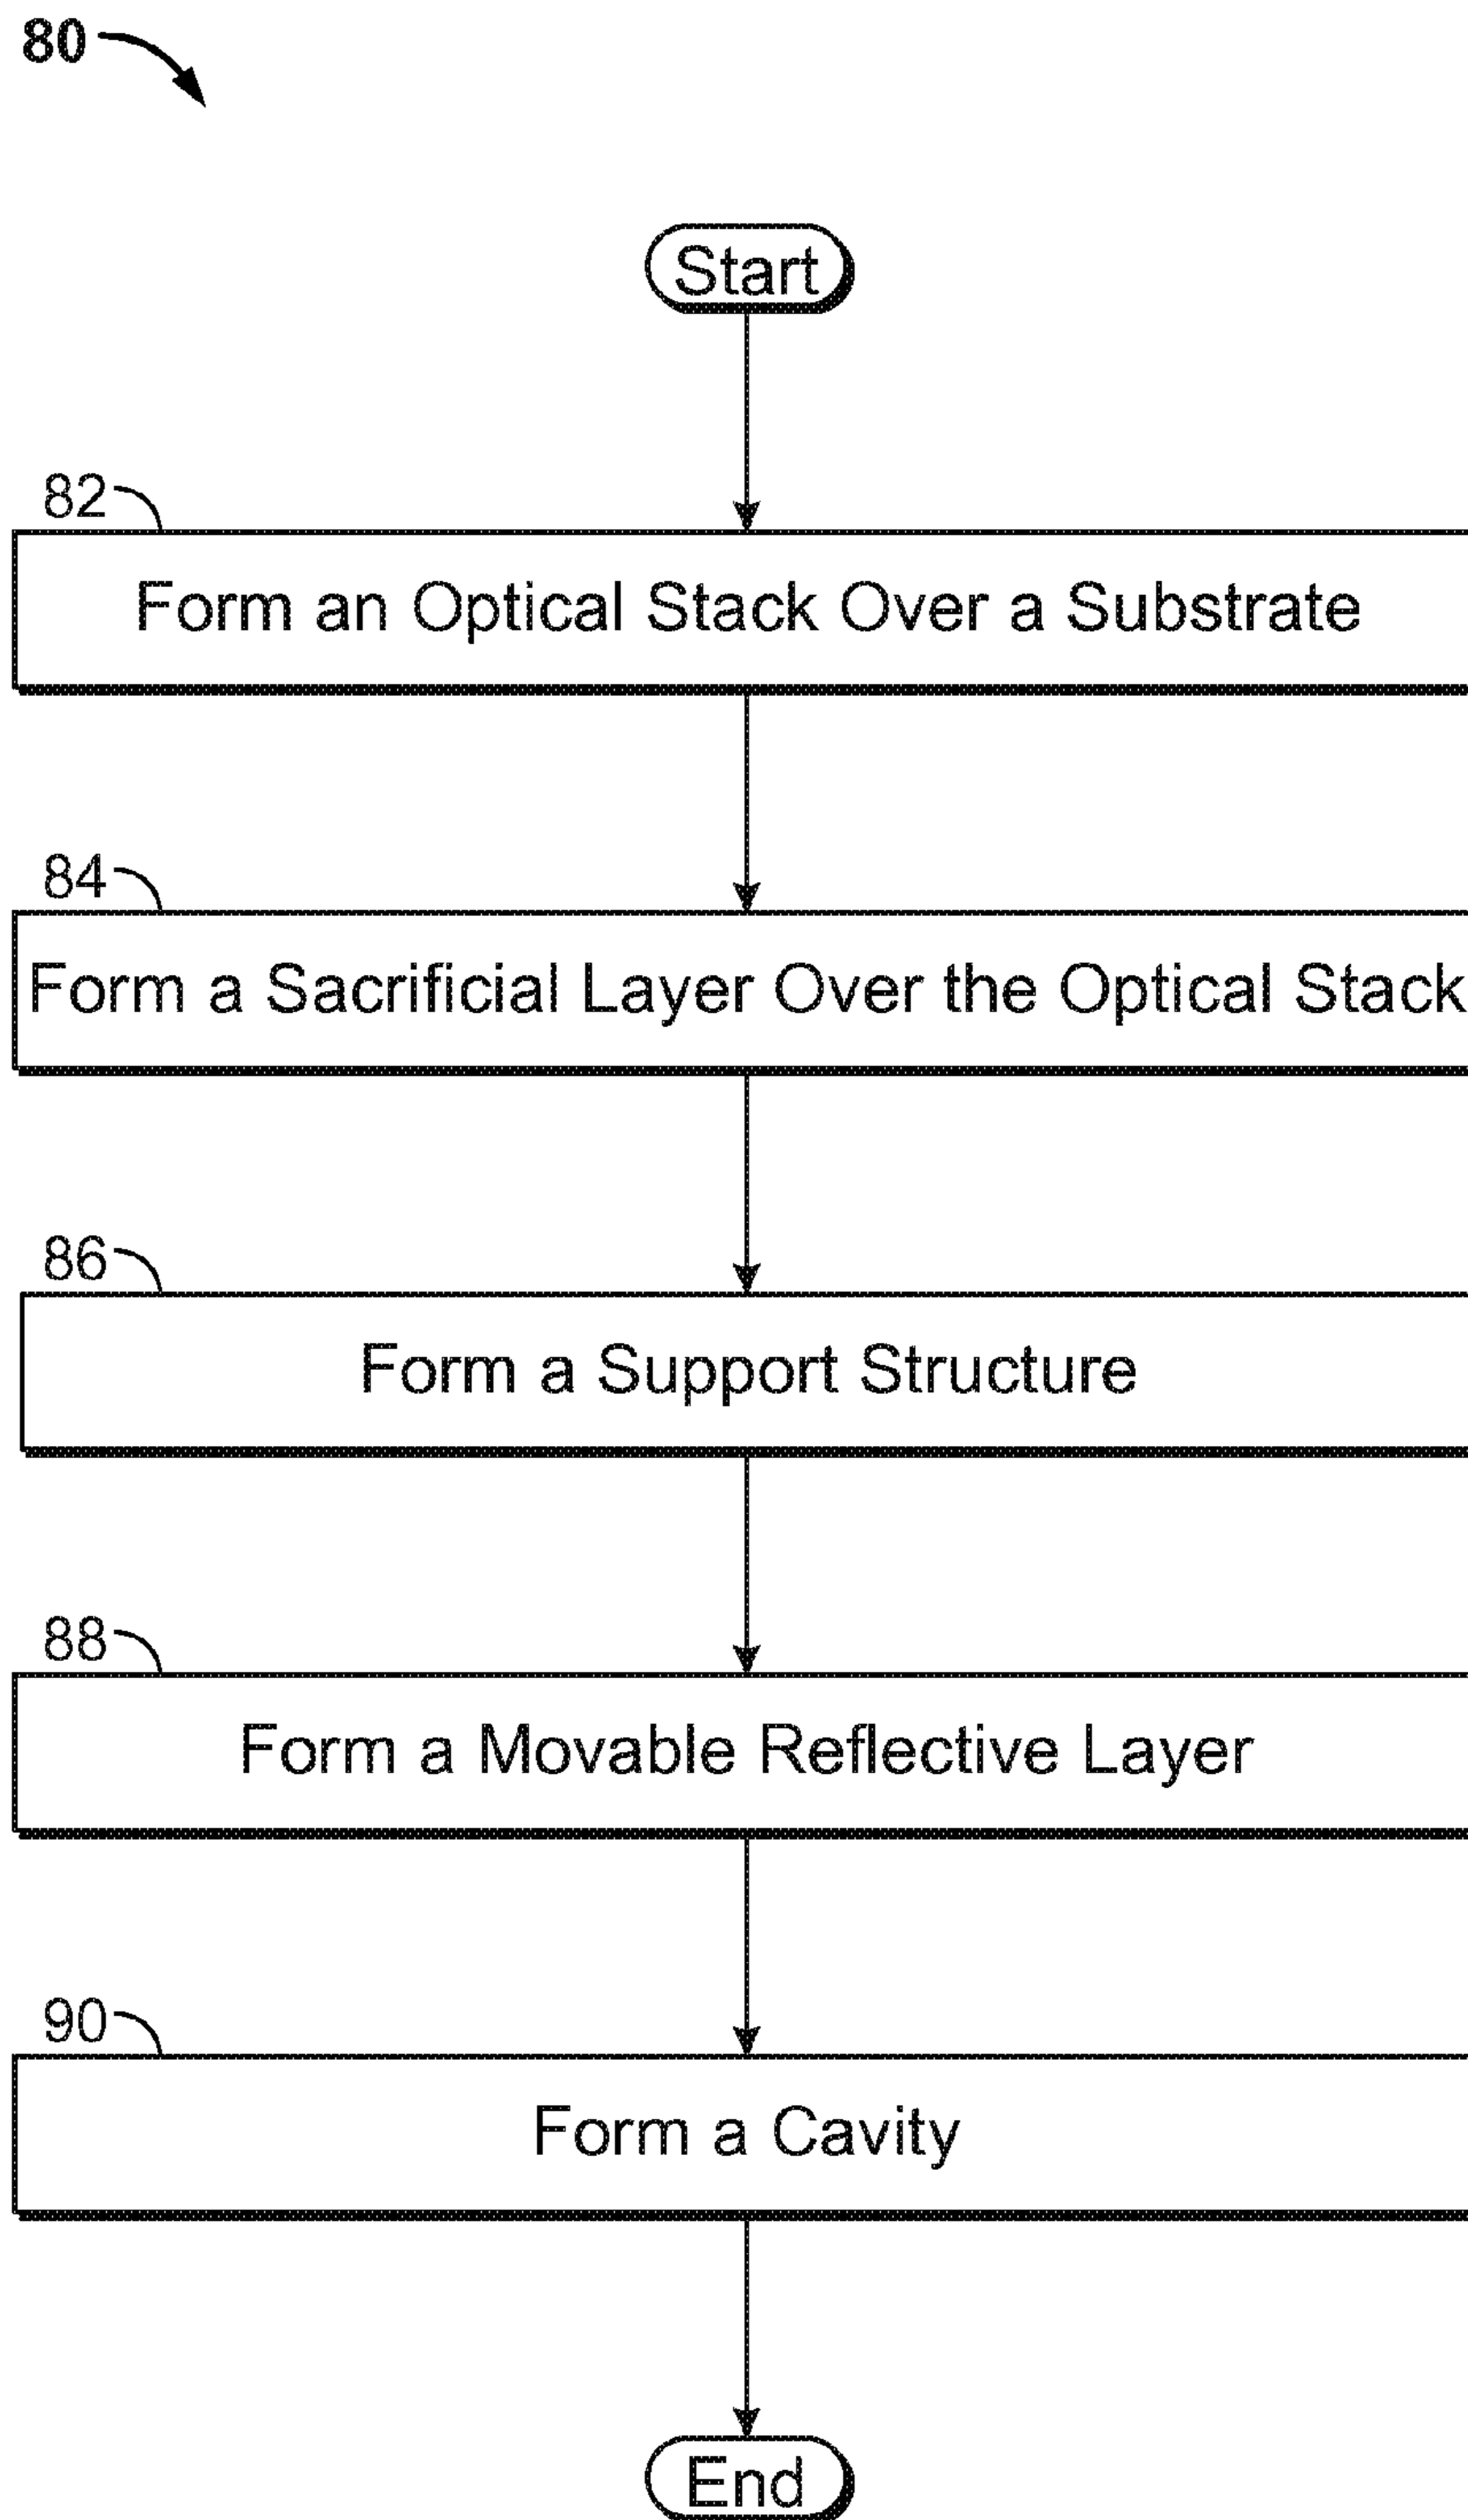 80
Start
82
Form an Optical Stack Over a Substrate
84
Form a Sacrificial Layer Over the Optical Stack
86
Form a Support Structure
88
Form a Movable Reflective Layer
90
Form a Cavity
End